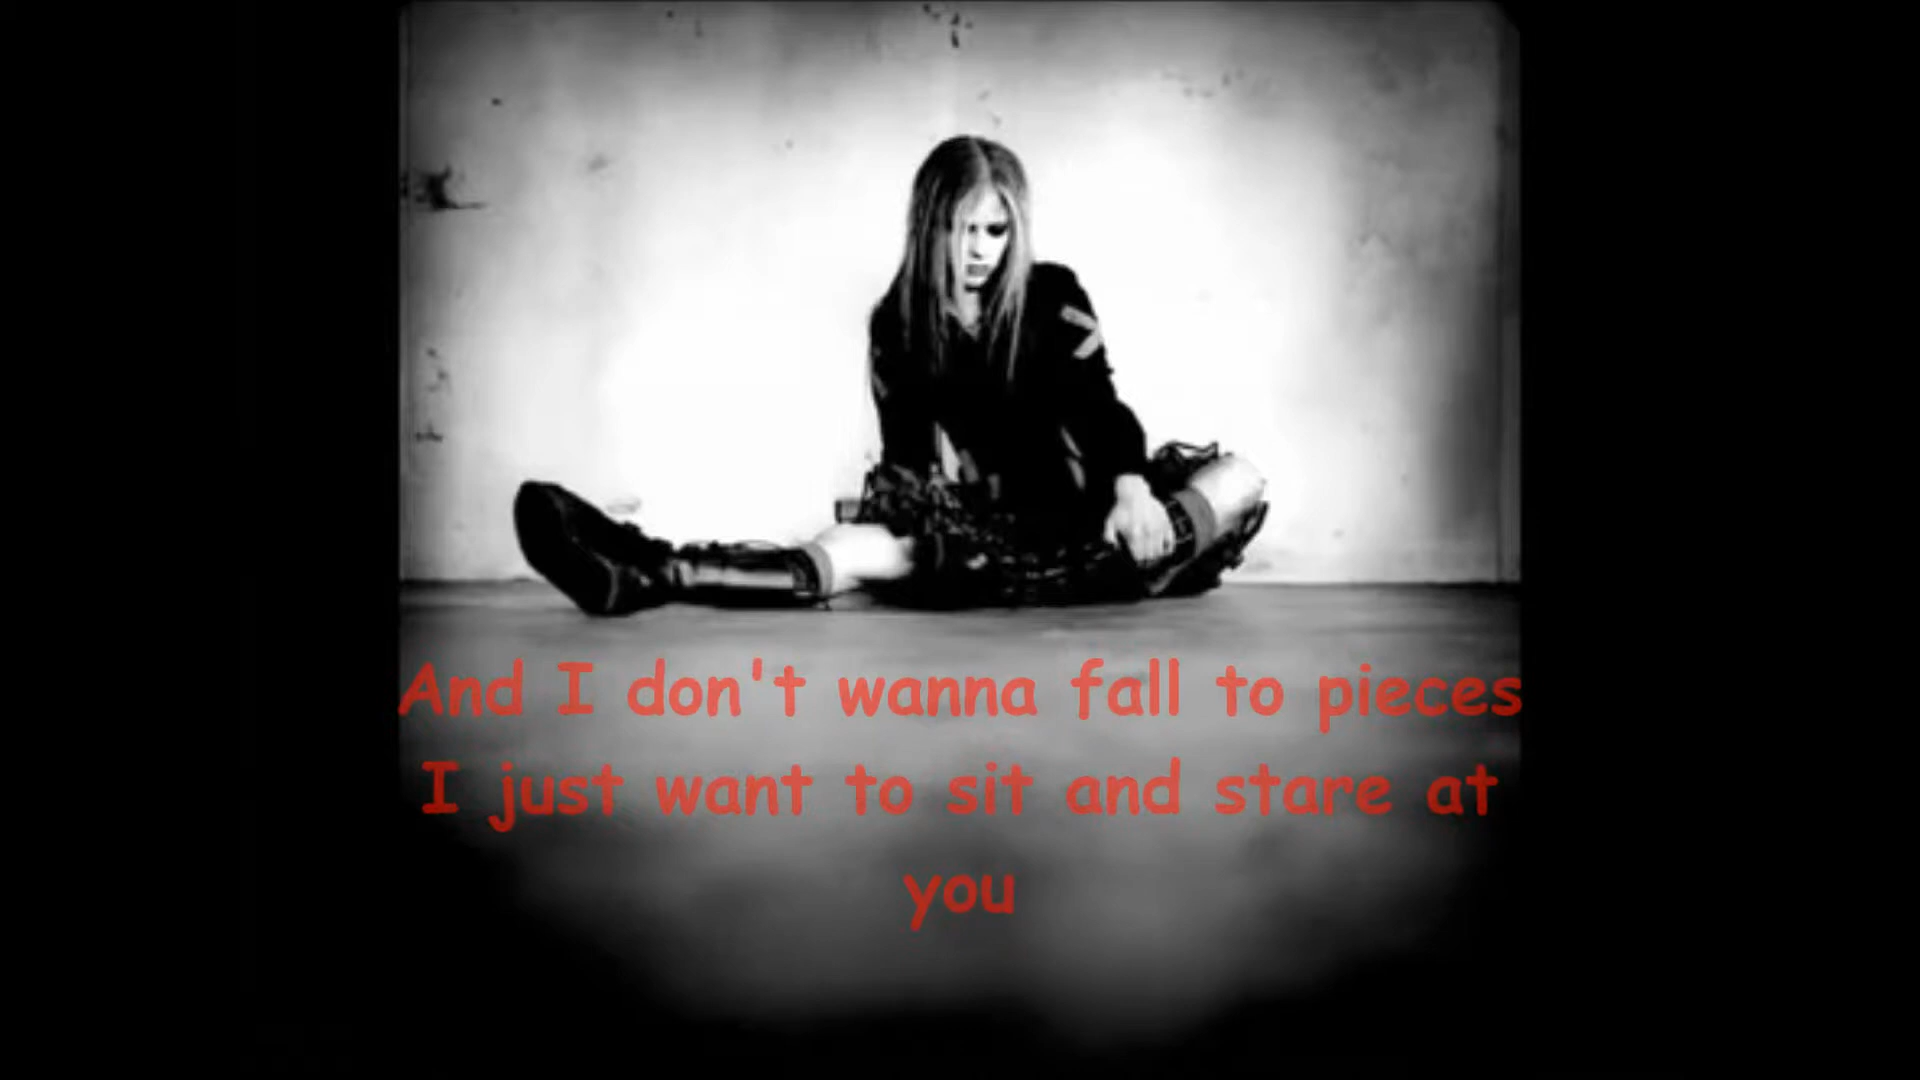 And I don't wanna fall to pieces
I just want to sit and stare at
you